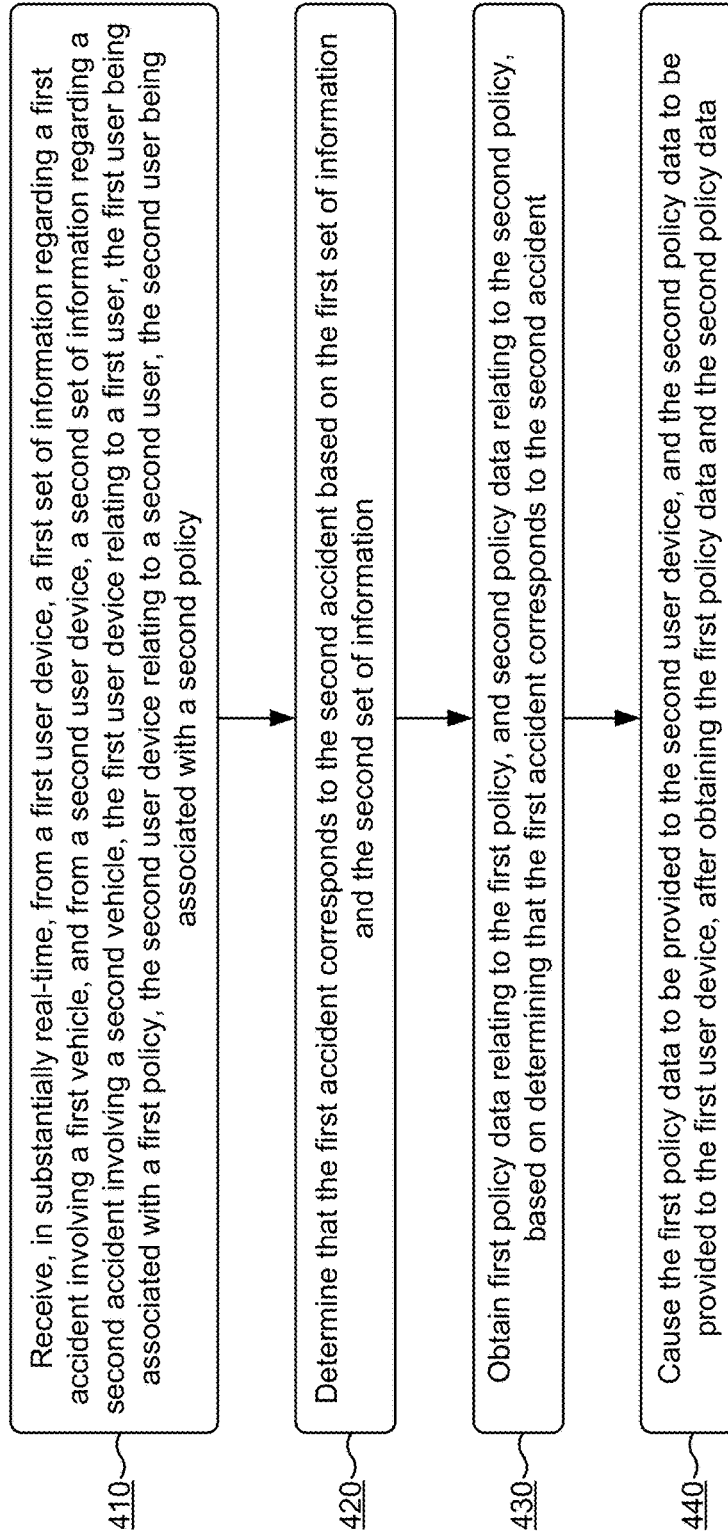 410
Receive, in substantially real-time, from a first user device, a first set of information regarding a first
accident involving a first vehicle, and from a second user device, a second set of information regarding a
second accident involving a second vehicle, the first user device relating to a first user, the first user being
associated with a first policy, the second user device relating to a second user, the second user being
associated with a second policy
420
Determine that the first accident corresponds to the second accident based on the first set of information
and the second set of information
430
Obtain first policy data relating to the first policy, and second policy data relating to the second policy,
based on determining that the first accident corresponds to the second accident
440
Cause the first policy data to be provided to the second user device, and the second policy data to be
provided to the first user device, after obtaining the first policy data and the second policy data